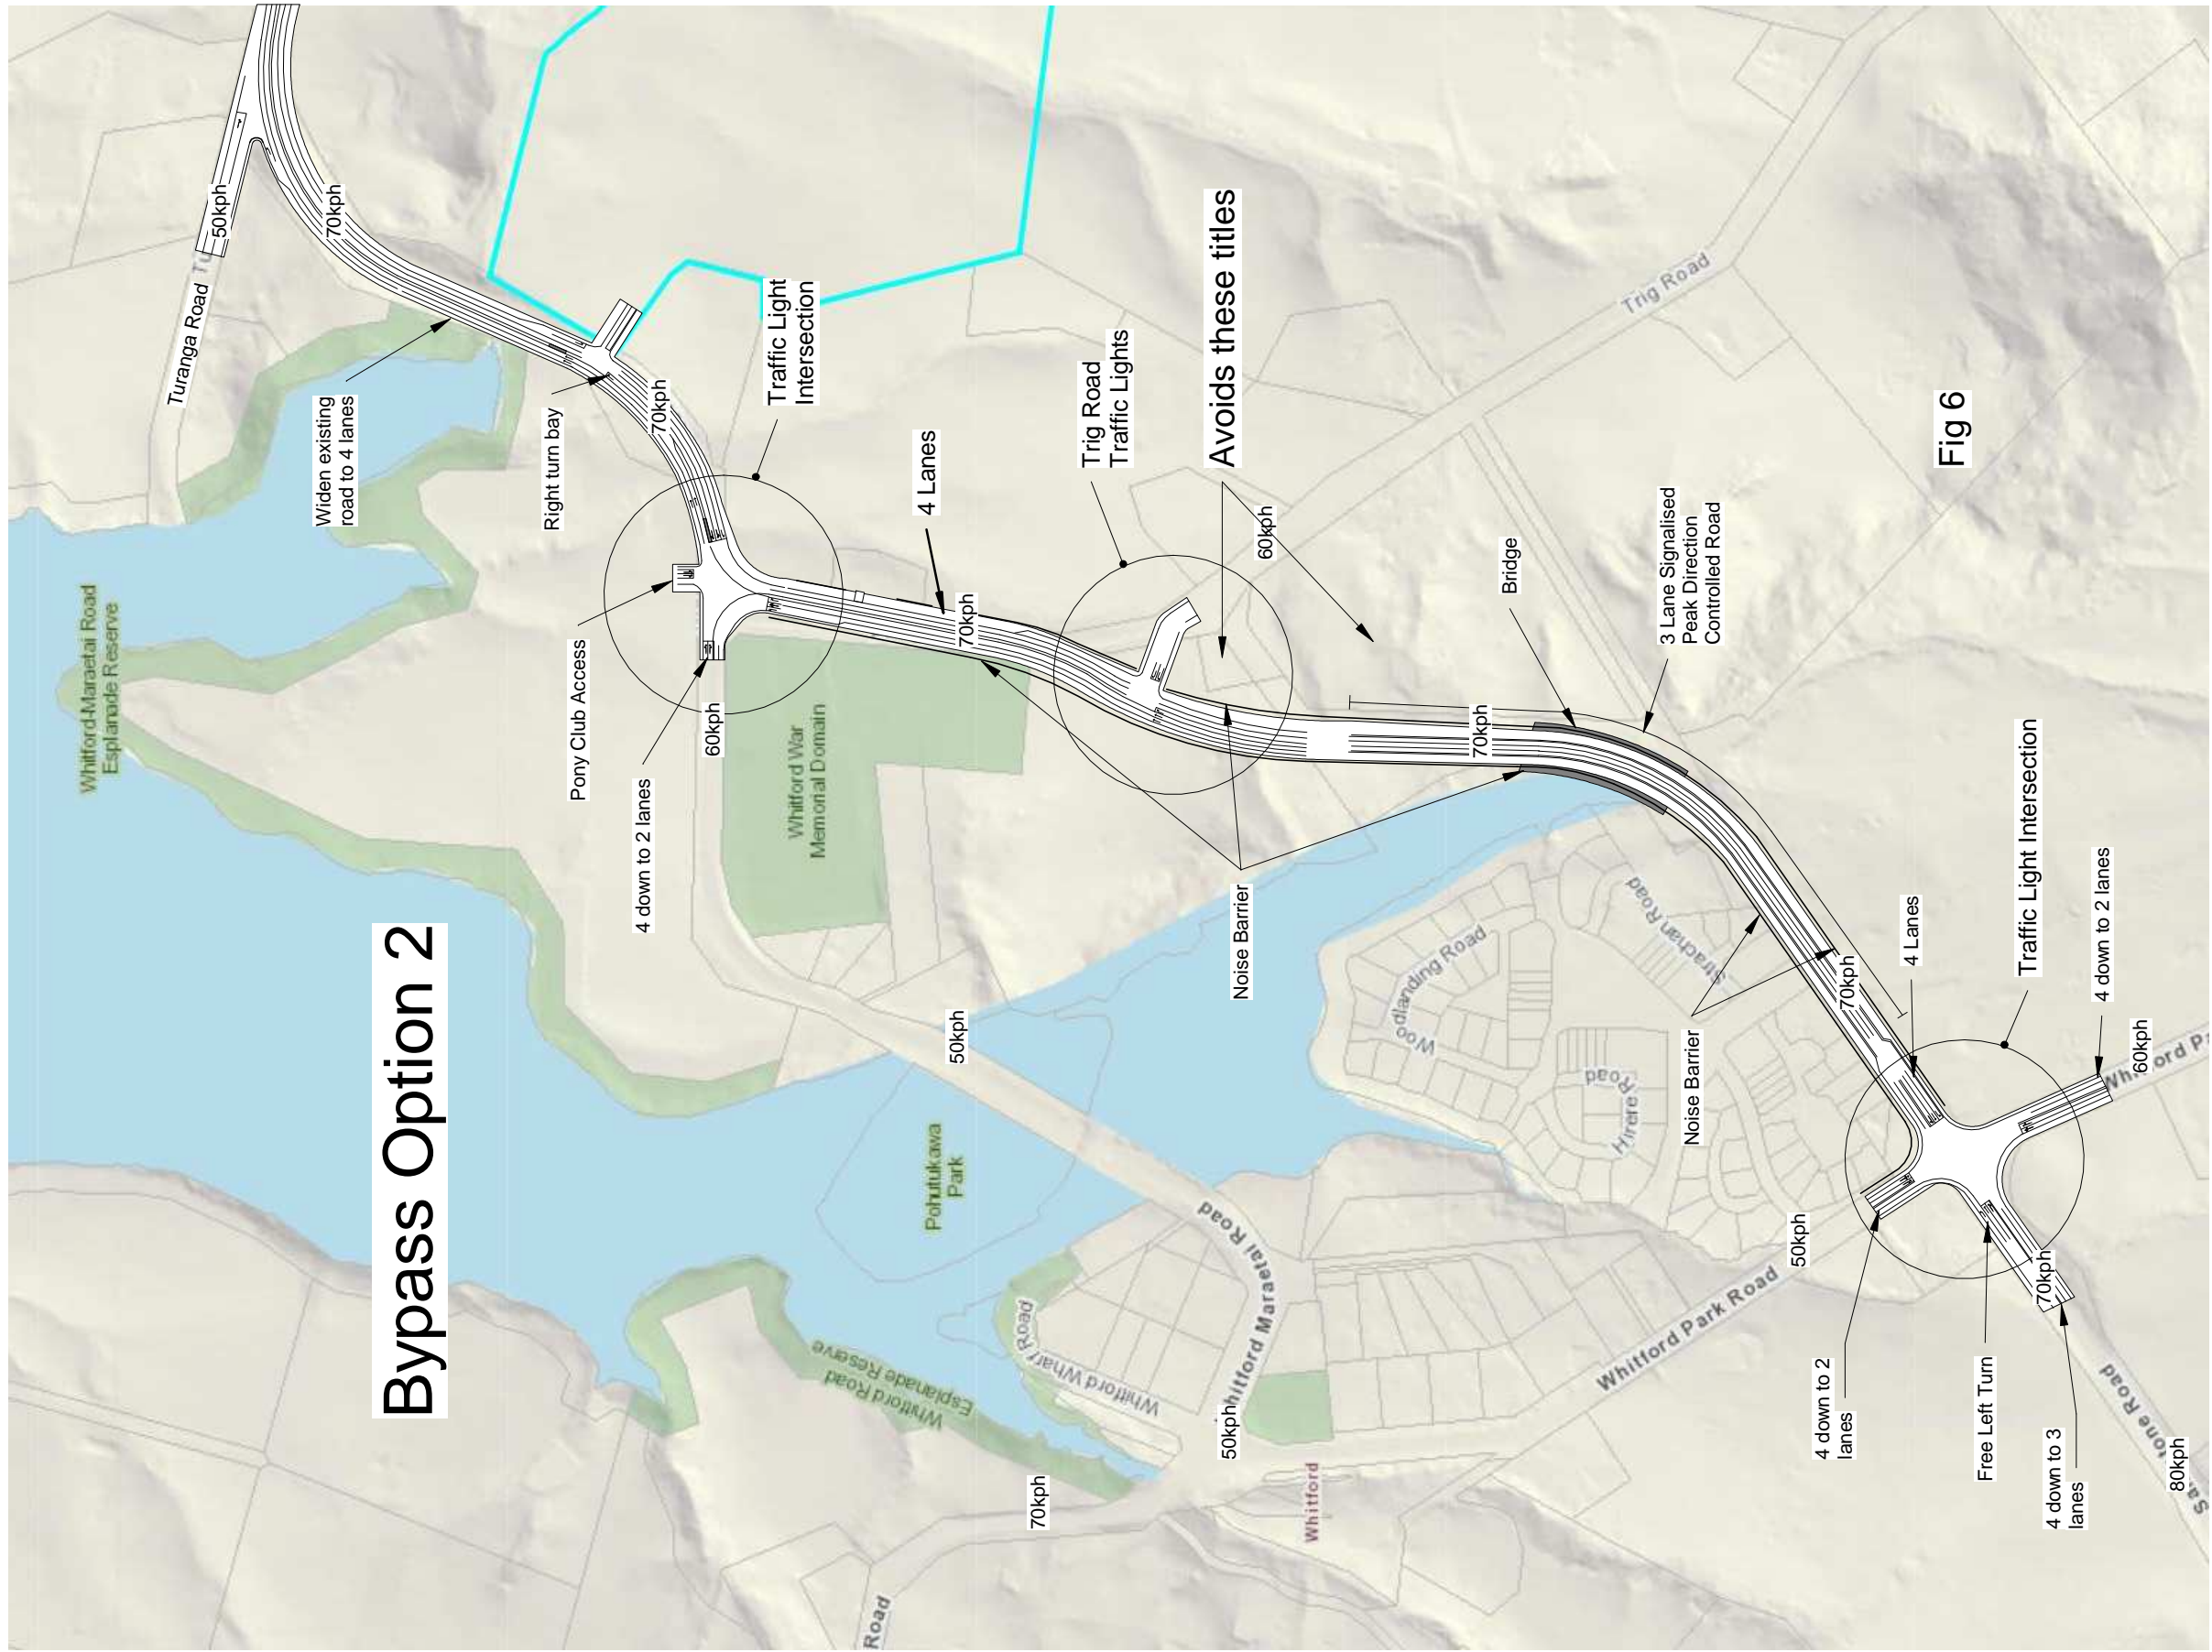 Whitford-Maraetai Road
Esplanade Reserve
Turanga Road
50kph
Widen existing
road to 4 lanes
70kph
Bypass Option 2
Right turn bay
Pony Club Access
4 down to 2 lanes
70kph
60kph
Traffic Light
Intersection
Whitford War
Memorial Domain
Road
Whitford Road
Esplanade Reserve
Pohutukawa
Park
4 Lanes
50kph
70kph
70kph
Whitford Wharf Road
Trig Road
Traffic Lights
Avoids these titles
50kph
Whitford Maraetai Road
Noise Barrier
60kph
Whitford
Woodlanding Road
70kph
Bridge
Hirere Road
Strachan Road
Trig Road
3 Lane Signalised
Peak Direction
Controlled Road
Noise Barrier
Whitford Park Road
50kph
4 down to 2
lanes
70kph
4 Lanes
Fig 6
Free Left Turn
Traffic Light Intersection
70kph
4 down to 3
lanes
4 down to 2 lanes
60kph
Road
80kph